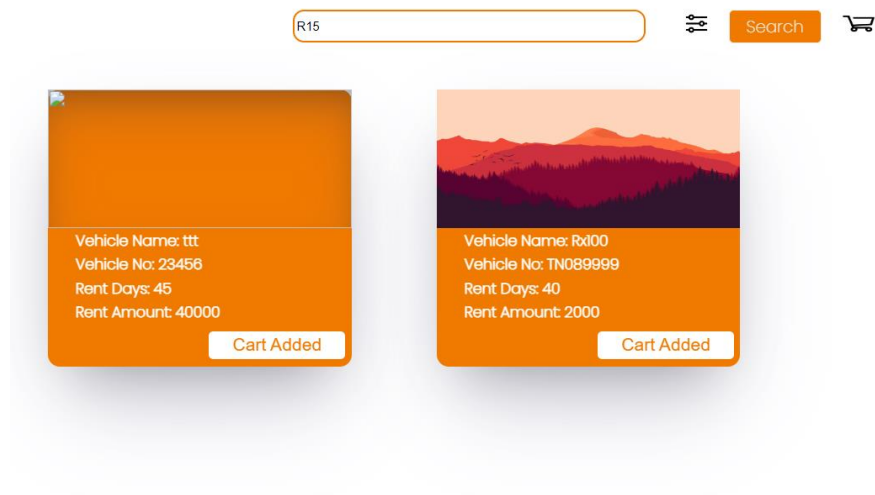 R15
Search
Vehicle Name: ttt
Vehicle No: 23456
Rent Days: 45
Rent Amount: 40000
Cart Added
Vehicle Name: Rx100
Vehicle No: TN089999
Rent Days: 40
Rent Amount: 2000
Cart Added